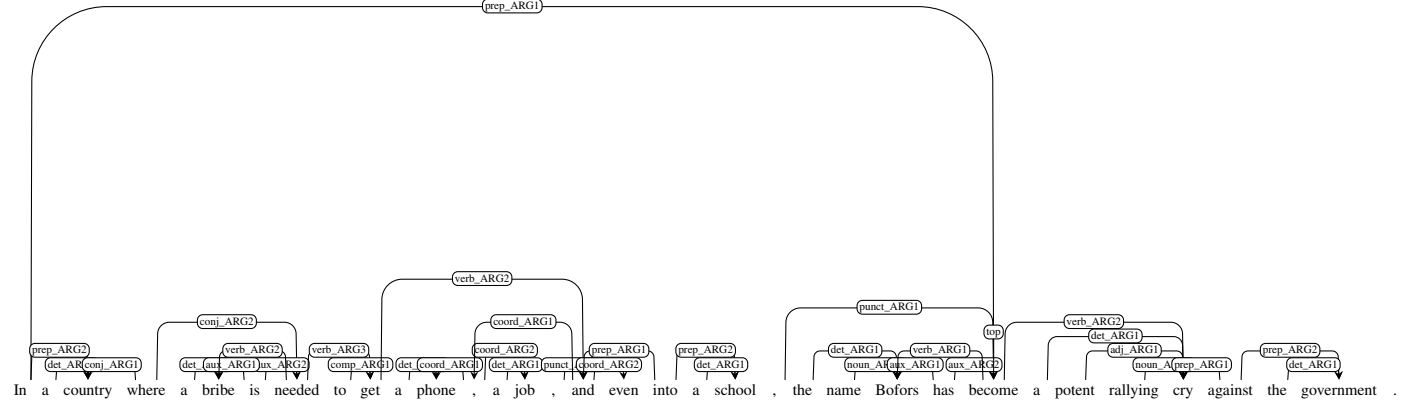 prep_ARG1
verb_ARG2
punct_ARG1
conj_ARG2 coord_ARG1 top verb_ARG2
det_ARG1
prep_ARG2 verb_ARG2 verb_ARG3 coord_ARG2 prep_ARG1 prep_ARG2 det_ARG1 verb_ARG1 adj_ARG1 prep_ARG2
conj_ARG1 comp_ARG1 coord_ARG1 det_ARG1 coord_ARG2 det_ARG1 prep_ARG1 det_ARG1
In a country where a bribe is needed to get a phone , a job , and even into a school , the name Bofors has become a potent rallying cry against the government .